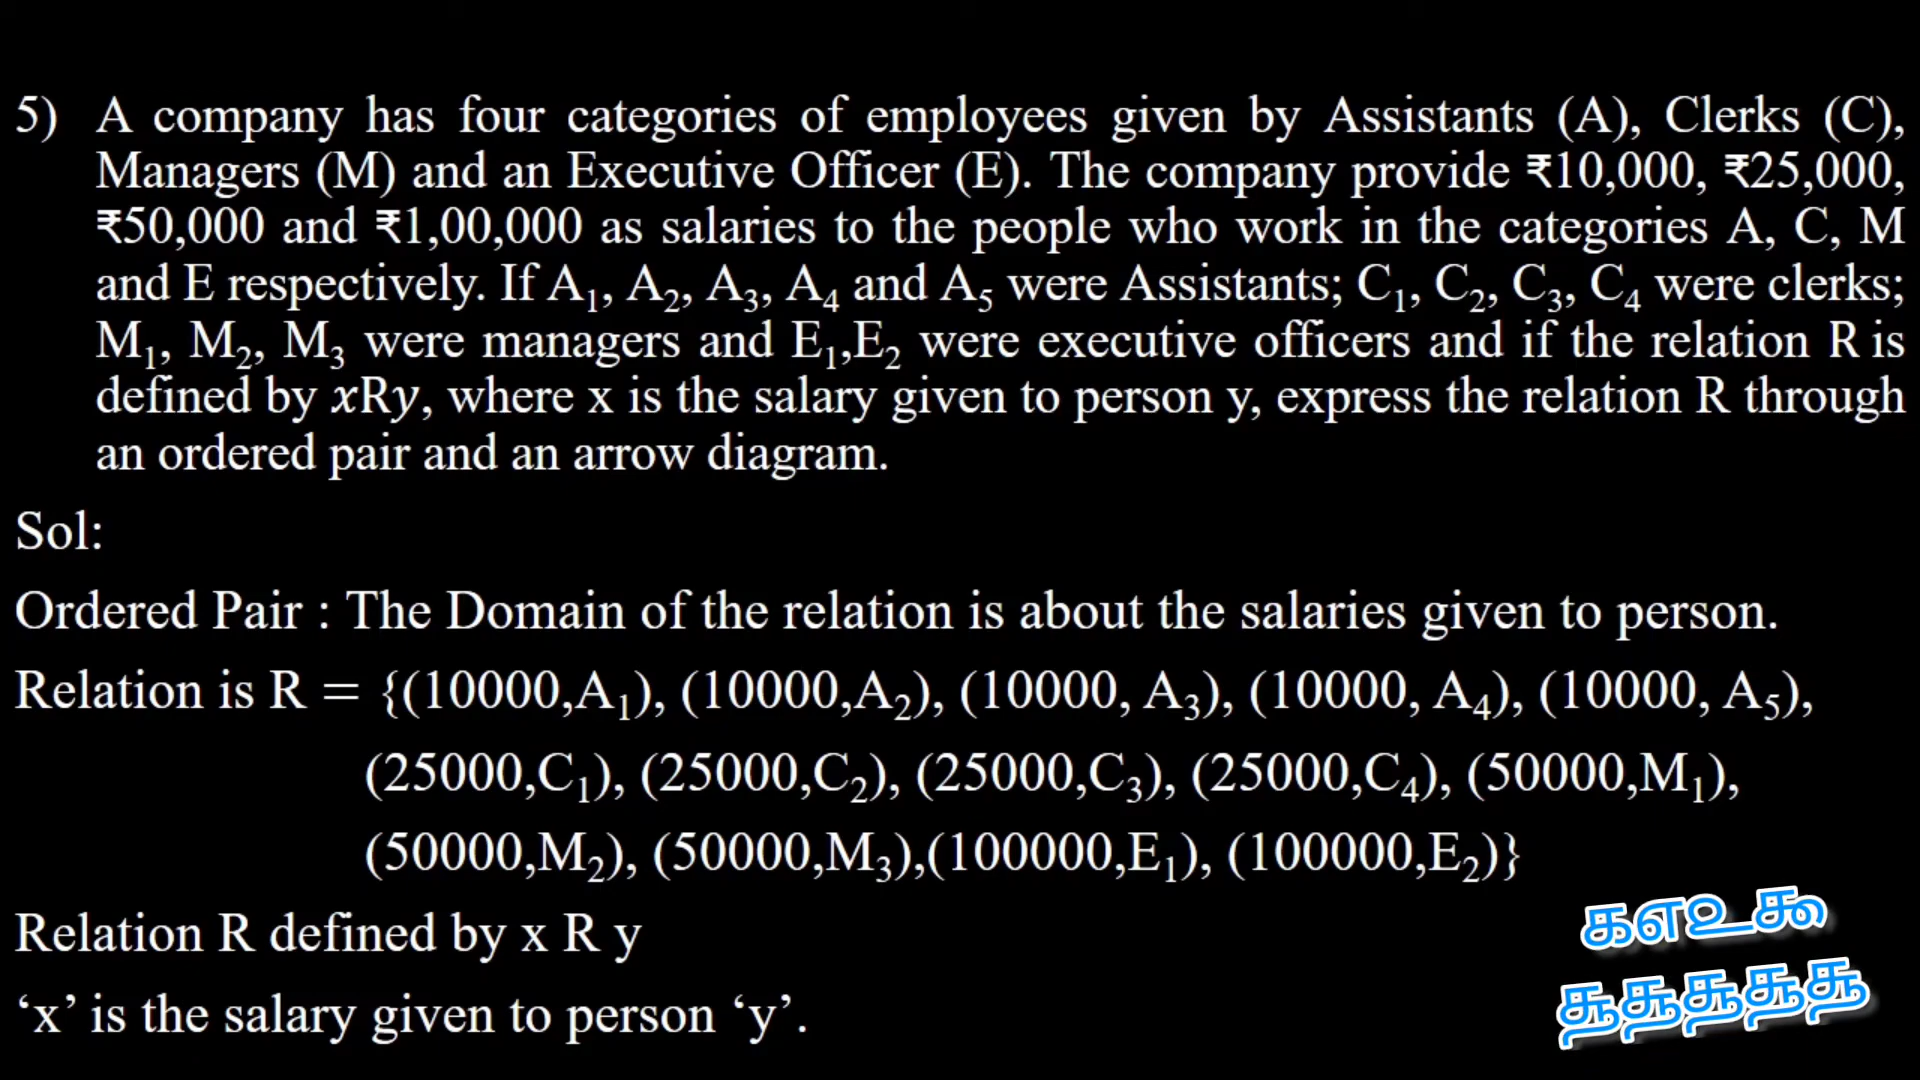 5) A company has four categories of employees given by Assistants (A), Clerks (C),
Managers (M) and an Executive Officer (E). The company provide ₹10,000, ₹25,000,
₹50,000 and ₹1,00,000 as salaries to the people who work in the categories A, C, M
and E respectively. If A₁, A₂, A₃, A₄ and A₅ were Assistants; C₁, C₂, C₃, C₄ were clerks;
M₁, M₂, M₃ were managers and E₁,E₂ were executive officers and if the relation R is
defined by xRy, where x is the salary given to person y, express the relation R through
an ordered pair and an arrow diagram.
Sol:
Ordered Pair : The Domain of the relation is about the salaries given to person.
Relation is R = {(10000,A₁), (10000,A₂), (10000, A₃), (10000, A₄), (10000, A₅),
(25000,C₁), (25000,C₂), (25000,C₃), (25000,C₄), (50000,M₁),
(50000,M₂), (50000,M₃),(100000,E₁), (100000,E₂)}
Relation R defined by x R y
‘x’ is the salary given to person ‘y’.